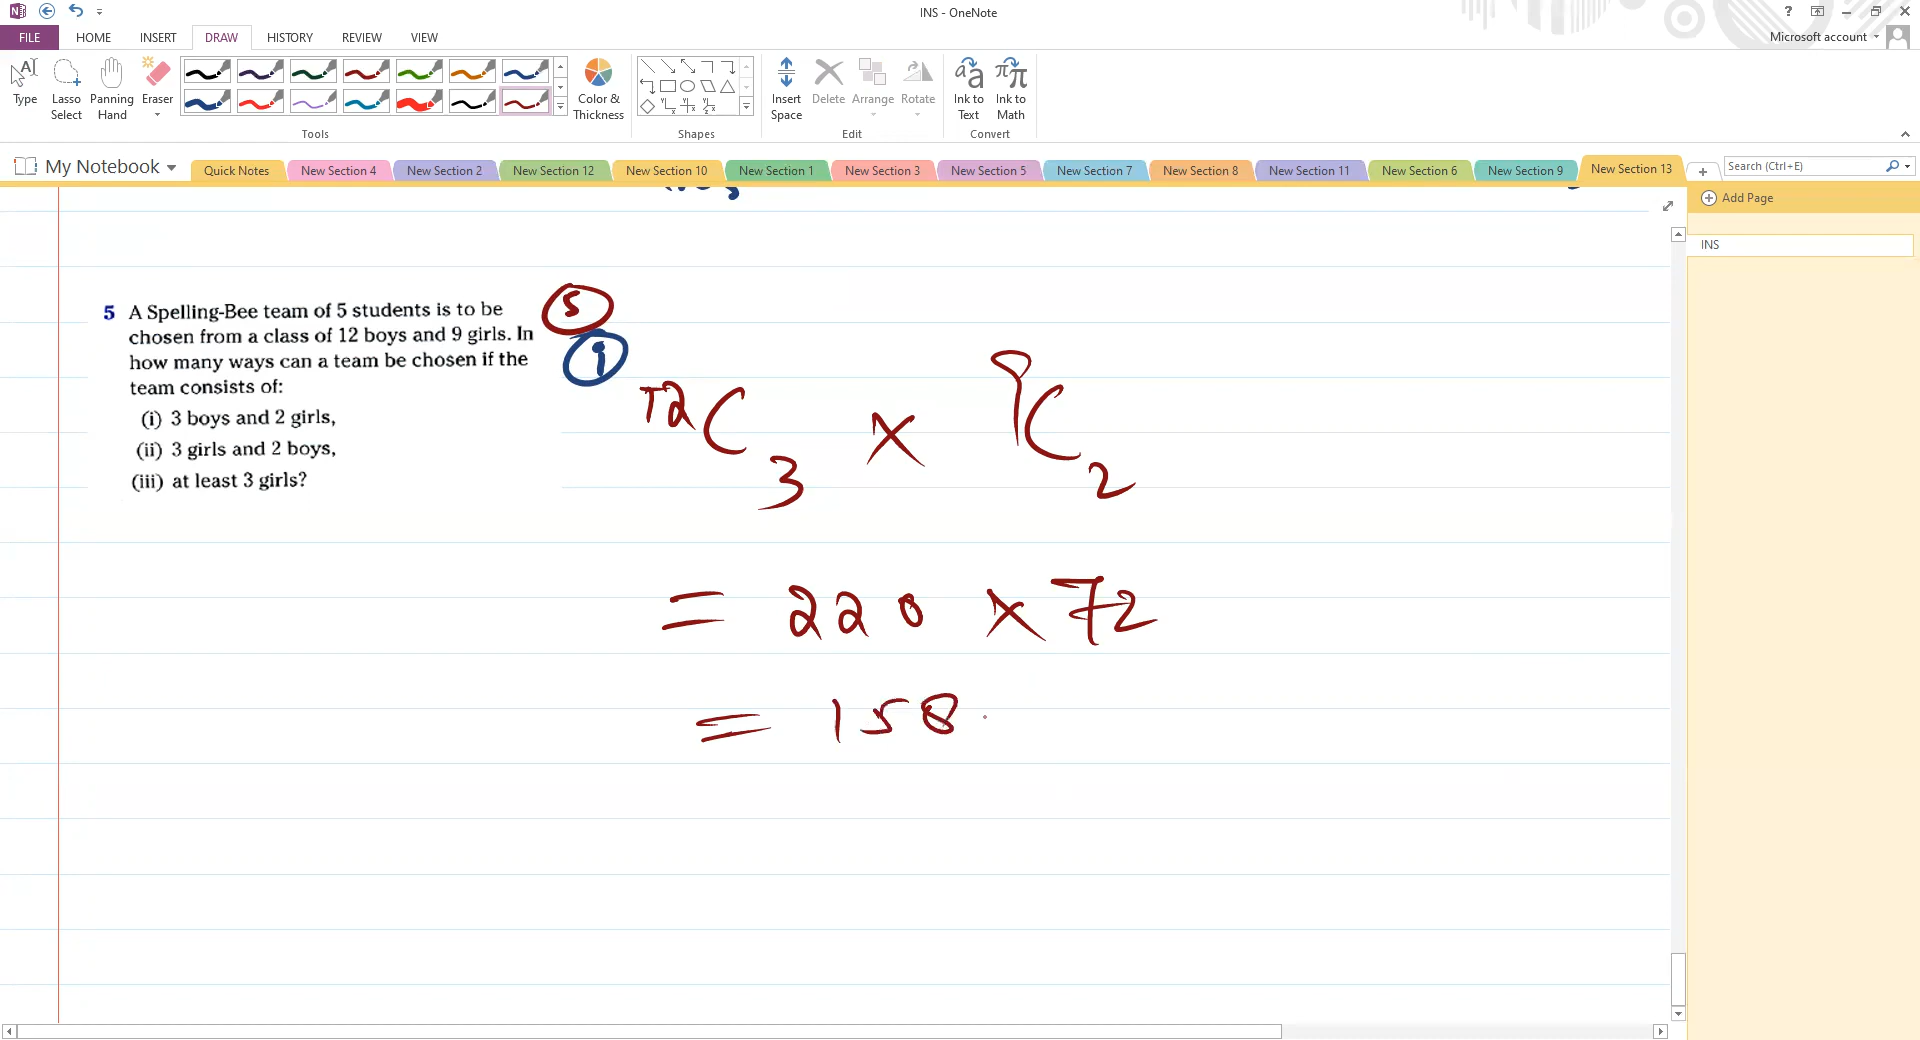 INS - OneNote
?
Microsoft account
FILE HOME INSERT DRAW HISTORY REVIEW VIEW
Type Lasso Select Panning Hand Eraser Color & Thickness Insert Space Delete Arrange Rotate Ink to Text Ink to Math
Tools Shapes Edit Convert
My Notebook Quick Notes New Section 4 New Section 2 New Section 12 New Section 10 New Section 1 New Section 3 New Section 5 New Section 7 New Section 8 New Section 11 New Section 6 New Section 9 New Section 13 + Search (Ctrl+E)
Add Page
INS
5 A Spelling-Bee team of 5 students is to be
chosen from a class of 12 boys and 9 girls. In
how many ways can a team be chosen if the
team consists of:
(i) 3 boys and 2 girls,
(ii) 3 girls and 2 boys,
(iii) at least 3 girls?
5
i
12C3 × 9C2
= 220 × 72
= 158